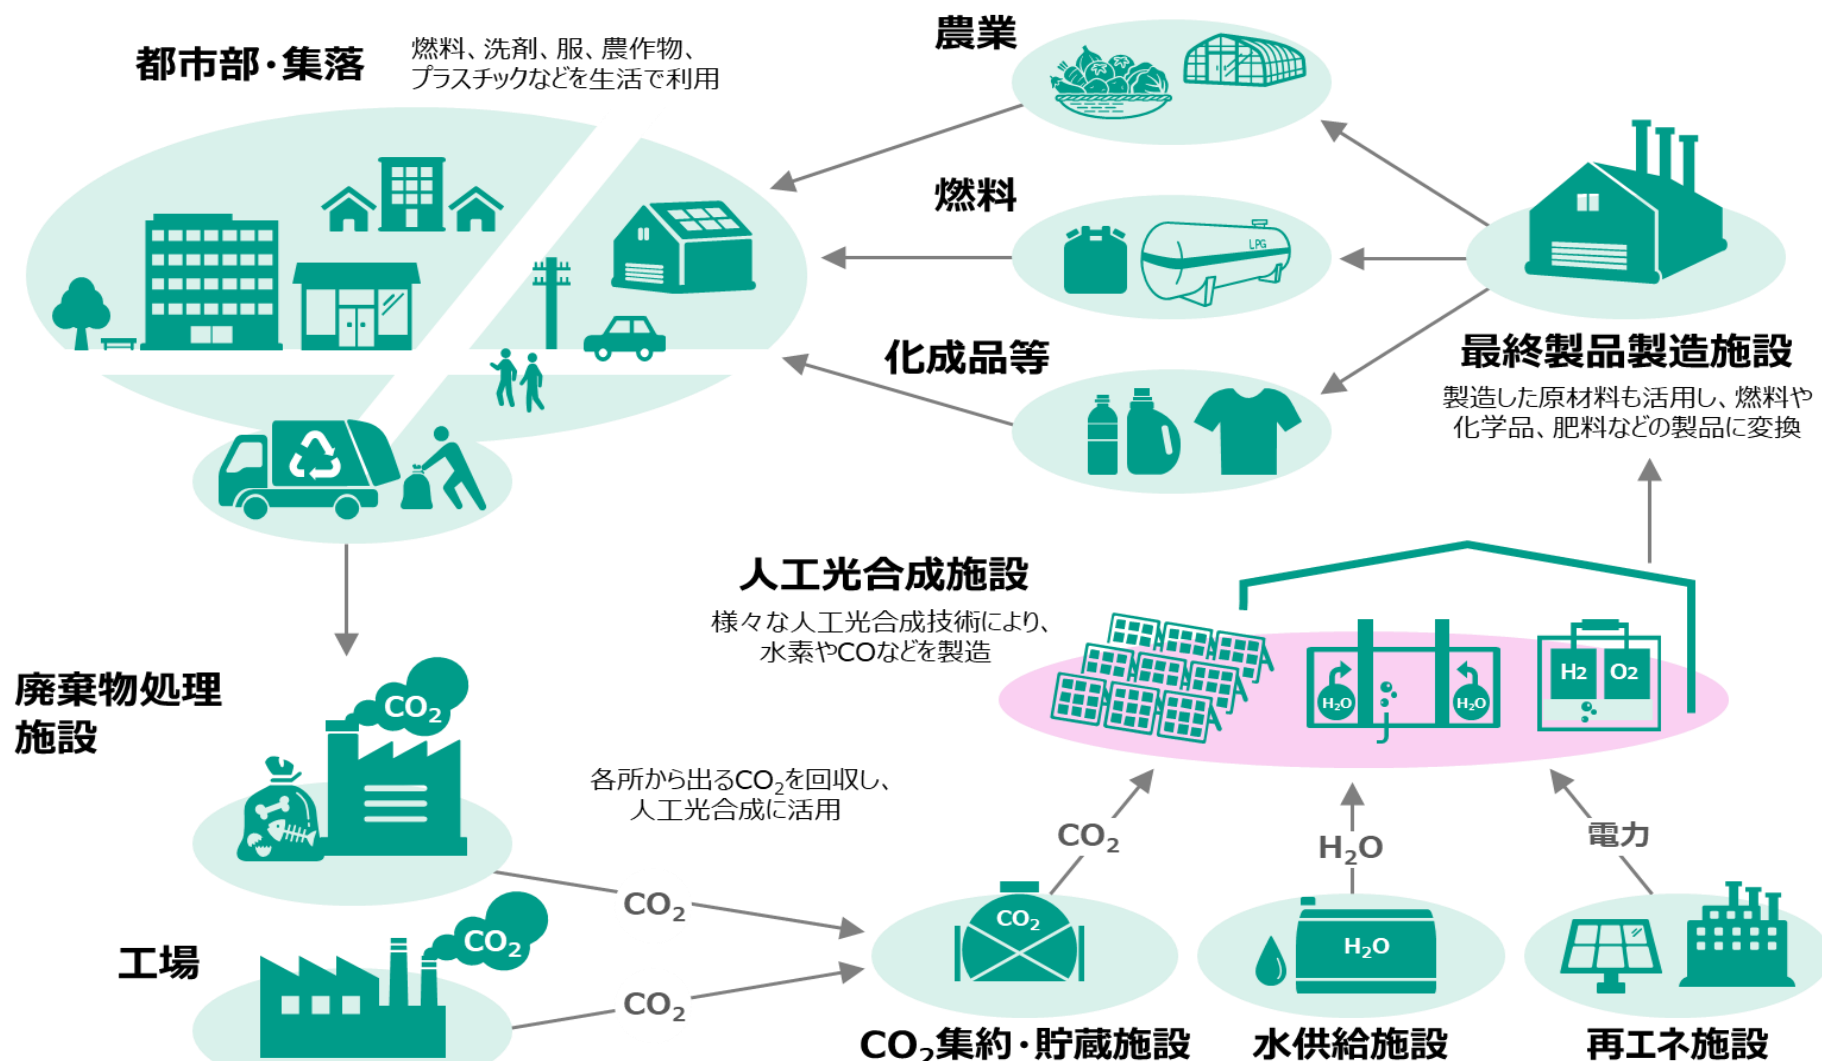 都市部・集落
燃料、洗剤、服、農作物、
プラスチックなどを生活で利用
農業
燃料
LPG
化成品等
最終製品製造施設
製造した原材料も活用し、燃料や
化学品、肥料などの製品に変換
人工光合成施設
様々な人工光合成技術により、
水素やCOなどを製造
H₂O
H₂O
H2
O2
廃棄物処理
施設
CO₂
各所から出るCO₂を回収し、
人工光合成に活用
CO₂
H₂O
電力
CO₂
工場
CO₂
CO₂
CO₂
H₂O
CO₂集約・貯蔵施設
水供給施設
再エネ施設